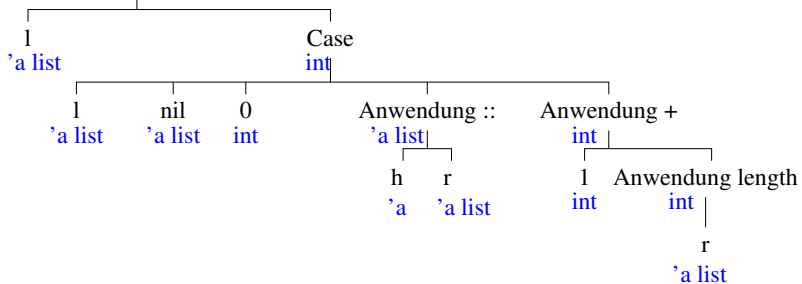 l Case
'a list int
l nil 0 Anwendung :: Anwendung +
'a list 'a list int 'a list int
h r 1 Anwendung length
'a 'a list int int
r
'a list